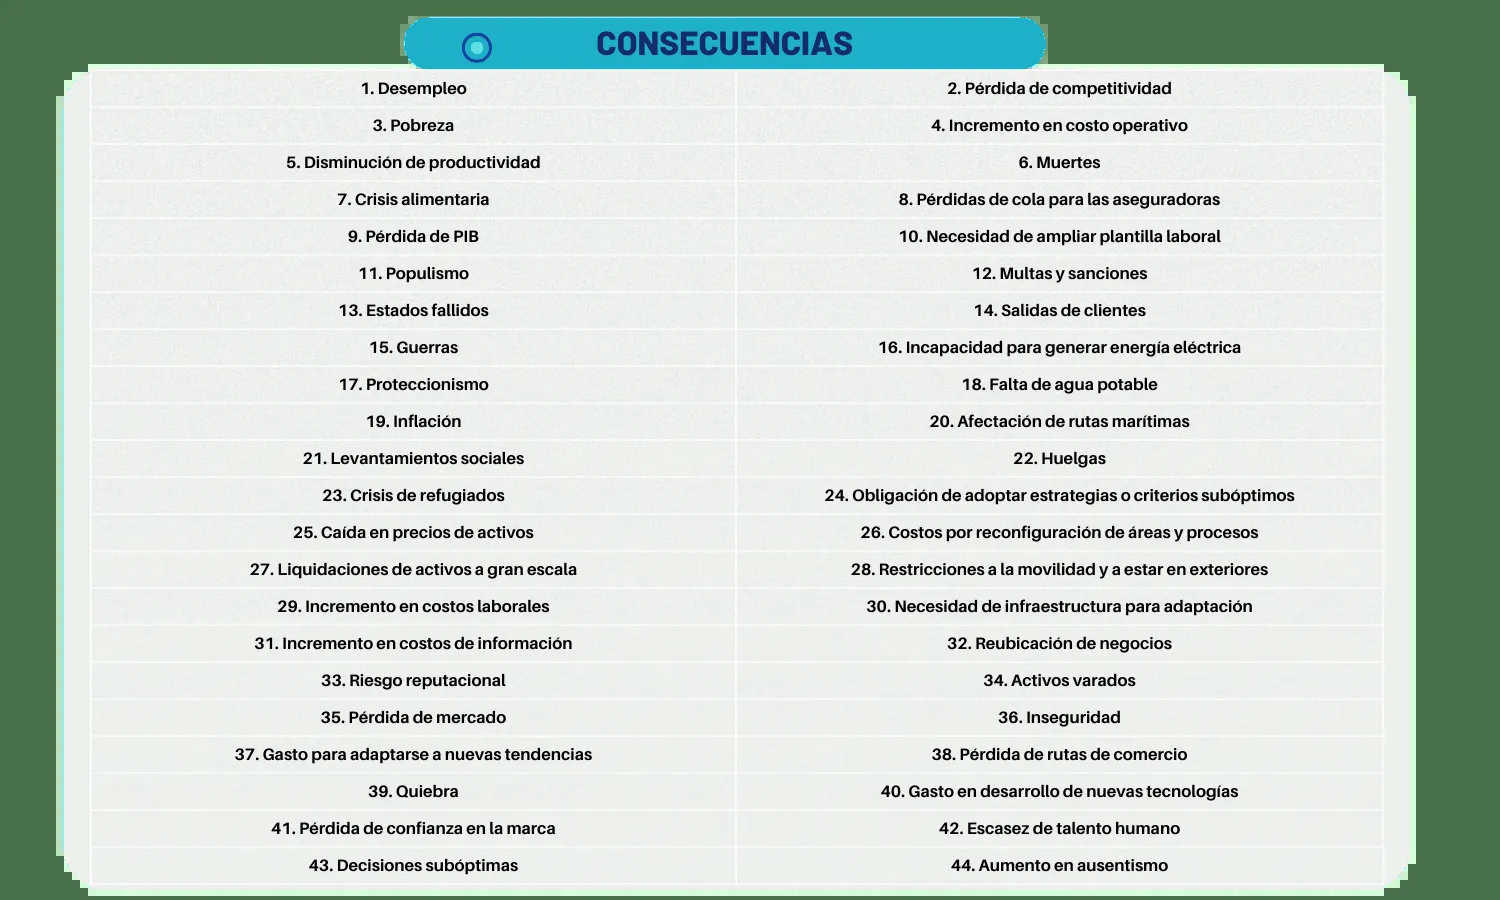 CONSECUENCIAS
1. Desempleo
2. Pérdida de competitividad
3. Pobreza
4. Incremento en costo operativo
5. Disminución de productividad
6. Muertes
7. Crisis alimentaria
8. Pérdidas de cola para las aseguradoras
9. Pérdida de PIB
10. Necesidad de ampliar plantilla laboral
11. Populismo
12. Multas y sanciones
13. Estados fallidos
14. Salidas de clientes
15. Guerras
16. Incapacidad para generar energía eléctrica
17. Proteccionismo
18. Falta de agua potable
19. Inflación
20. Afectación de rutas marítimas
21. Levantamientos sociales
22. Huelgas
23. Crisis de refugiados
24. Obligación de adoptar estrategias o criterios subóptimos
25. Caída en precios de activos
26. Costos por reconfiguración de áreas y procesos
27. Liquidaciones de activos a gran escala
28. Restricciones a la movilidad y a estar en exteriores
29. Incremento en costos laborales
30. Necesidad de infraestructura para adaptación
31. Incremento en costos de información
32. Reubicación de negocios
33. Riesgo reputacional
34. Activos varados
35. Pérdida de mercado
36. Inseguridad
37. Gasto para adaptarse a nuevas tendencias
38. Pérdida de rutas de comercio
39. Quiebra
40. Gasto en desarrollo de nuevas tecnologías
41. Pérdida de confianza en la marca
42. Escasez de talento humano
43. Decisiones subóptimas
44. Aumento en ausentismo